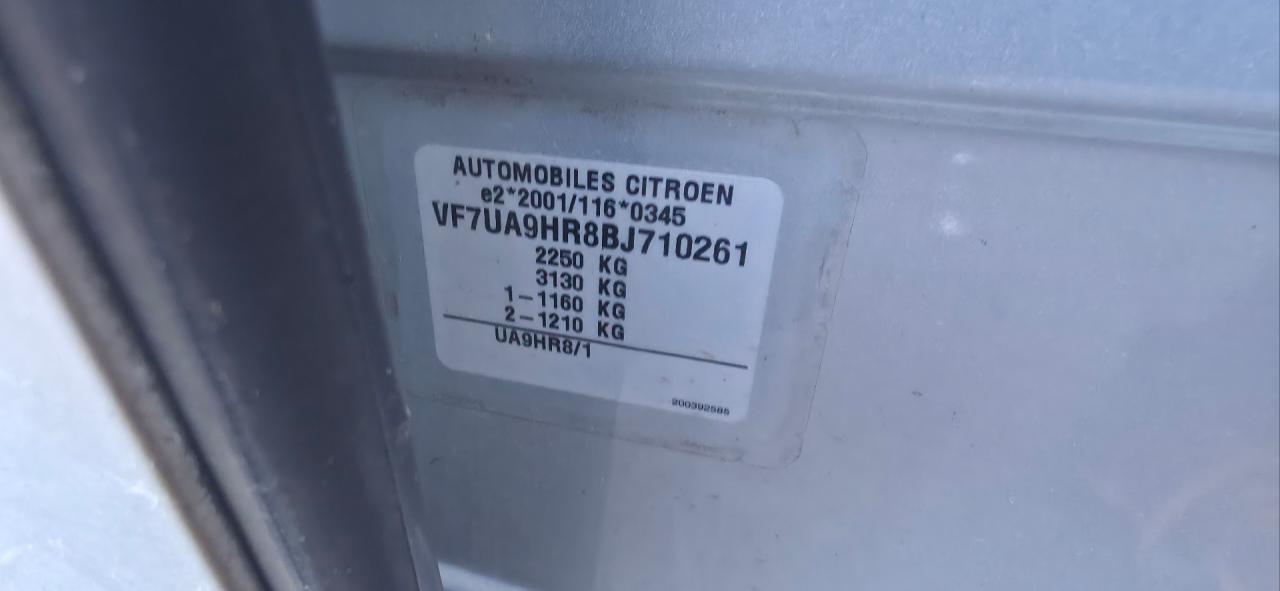 AUTOMOBILES CITROEN
e2*2001/116*0345
VF7UA9HR8BJ710261
2250 KG
3130 KG
1-1160 KG
2-1210 KG
UA9HR8/1
200392585